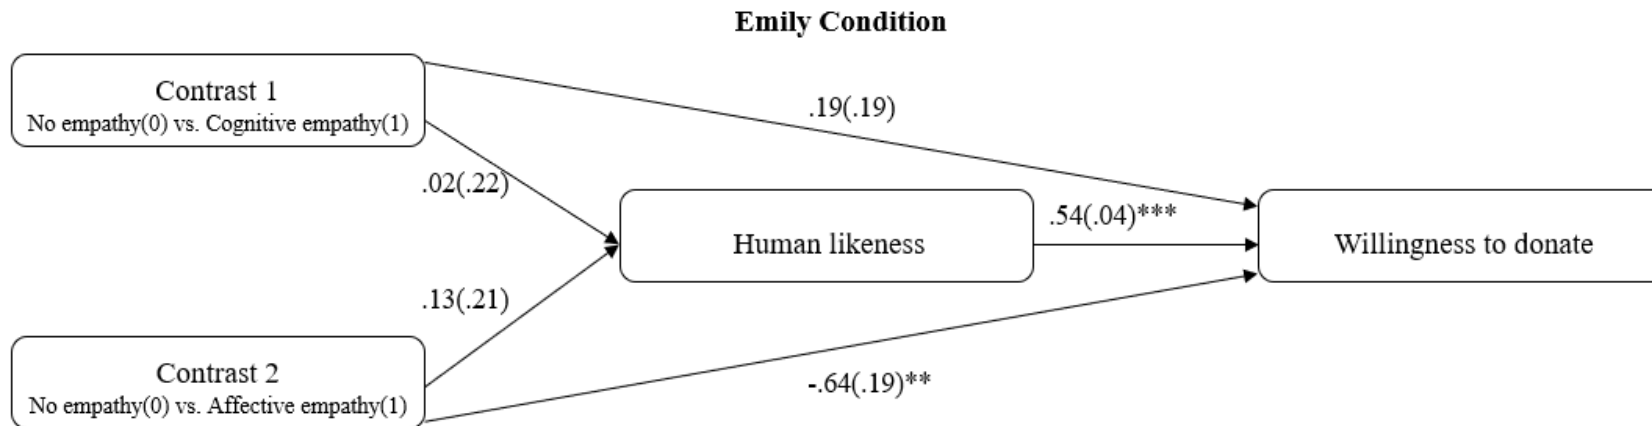 Emily Condition
Contrast 1
No empathy(0) vs. Cognitive empathy(1)
.19(.19)
.02(.22)
Human likeness
.54(.04)***
Willingness to donate
.13(.21)
Contrast 2
No empathy(0) vs. Affective empathy(1)
-.64(.19)**